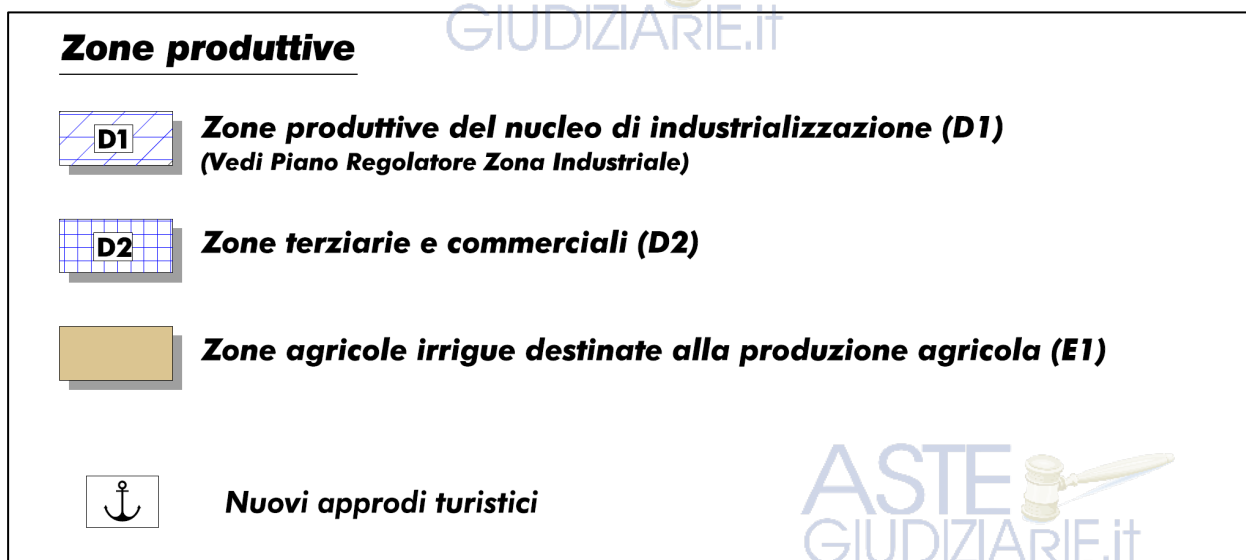 GIUDIZIARIE.it
Zone produttive
D1
Zone produttive del nucleo di industrializzazione (D1)
(Vedi Piano Regolatore Zona Industriale)
D2
Zone terziarie e commerciali (D2)
Zone agricole irrigue destinate alla produzione agricola (E1)
Nuovi approdi turistici
ASTE
GIUDIZIARIE.it